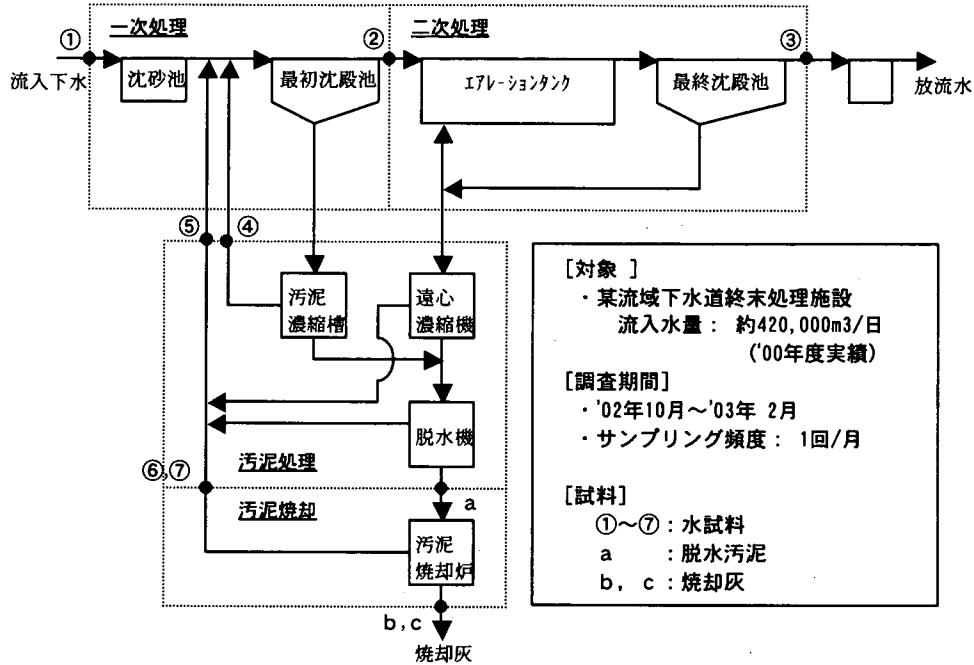 一次処理
二次処理
①
②
③
流入下水
沈砂池
最初沈殿池
ｴｱﾚｰｼｮﾝﾀﾝｸ
最終沈殿池
放流水
⑤
④
汚泥
濃縮槽
遠心
濃縮機
脱水機
汚泥処理
⑥,⑦
a
汚泥焼却
汚泥
焼却炉
b,c
焼却灰
[対象 ]
・某流域下水道終末処理施設
流入水量： 約420,000m3/日
('00年度実績)
[調査期間]
・'02年10月～'03年 2月
・サンプリング頻度： 1回/月
[試料]
①～⑦：水試料
a ：脱水汚泥
b, c：焼却灰